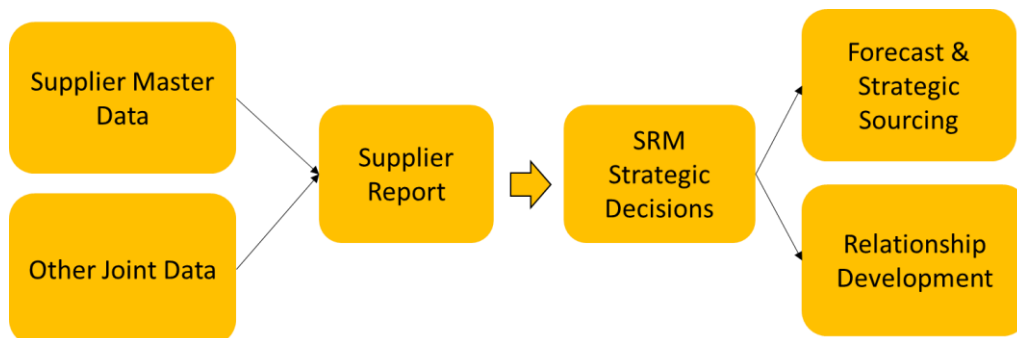 Supplier Master
Data
Other Joint Data
Supplier
Report
SRM
Strategic
Decisions
Forecast &
Strategic
Sourcing
Relationship
Development